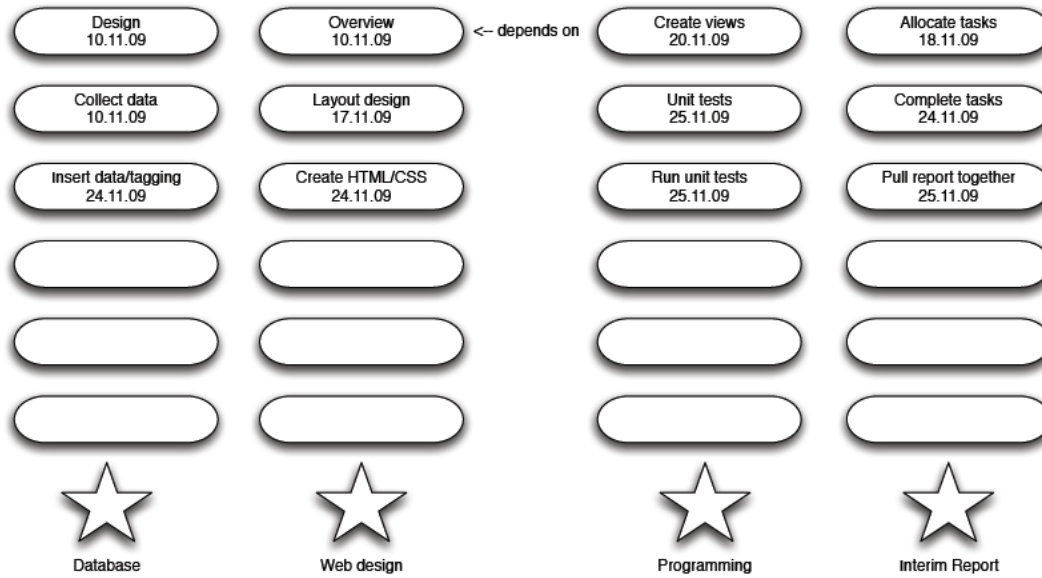 Design
10.11.09
Overview
10.11.09
<-- depends on
Create views
20.11.09
Allocate tasks
18.11.09
Collect data
10.11.09
Layout design
17.11.09
Unit tests
25.11.09
Complete tasks
24.11.09
Insert data/tagging
24.11.09
Create HTML/CSS
24.11.09
Run unit tests
25.11.09
Pull report together
25.11.09
Database
Web design
Programming
Interim Report